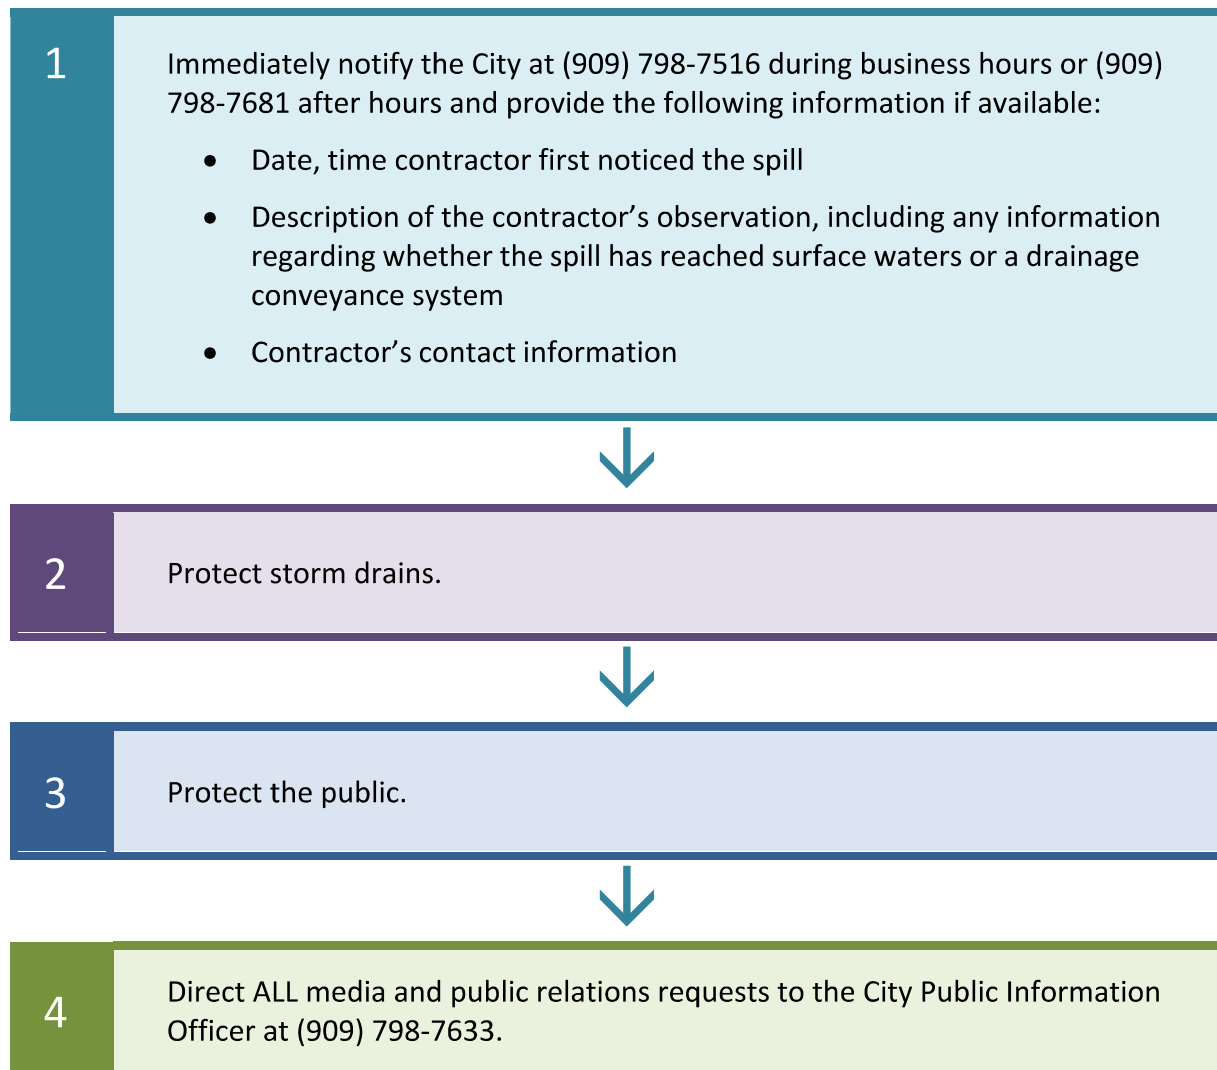 1
Immediately notify the City at (909) 798-7516 during business hours or (909)
798-7681 after hours and provide the following information if available:
• Date, time contractor first noticed the spill
• Description of the contractor’s observation, including any information
regarding whether the spill has reached surface waters or a drainage
conveyance system
• Contractor’s contact information
2
Protect storm drains.
3
Protect the public.
4
Direct ALL media and public relations requests to the City Public Information
Officer at (909) 798-7633.